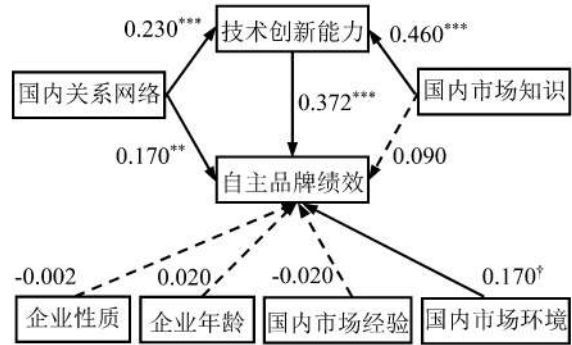 0.230***
技术创新能力
0.460***
国内关系网络
0.372***
国内市场知识
0.170**
0.090
自主品牌绩效
-0.002
0.020
-0.020
0.170†
企业性质
企业年龄
国内市场经验
国内市场环境